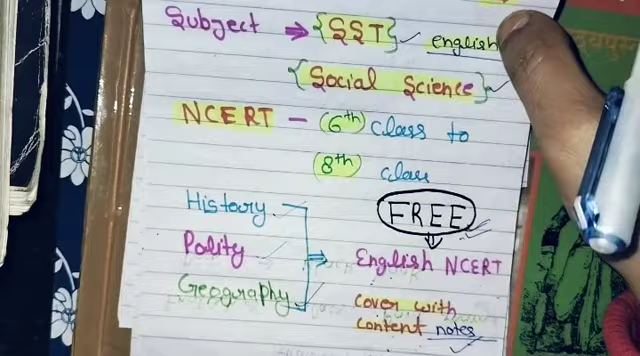 Subject ⇒ {SST} ✓ english
{Social Science} ✓
NCERT - (6th) class to
(8th) class
History
Polity
Geography
FREE
⇒ English NCERT
cover with
content notes